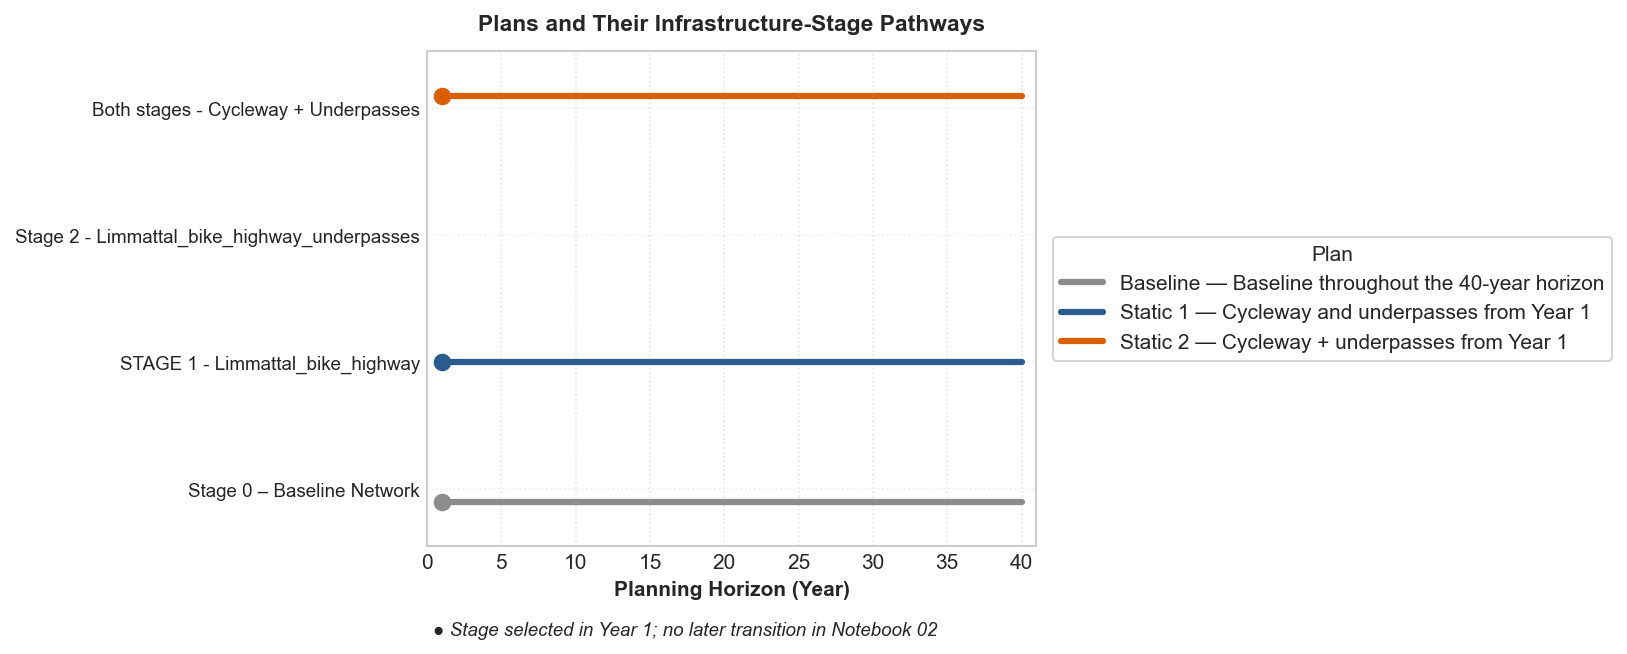 Plans and Their Infrastructure-Stage Pathways
Both stages - Cycleway + Underpasses
Stage 2 - Limmattal_bike_highway_underpasses
STAGE 1 - Limmattal_bike_highway
Stage 0 – Baseline Network
0 5 10 15 20 25 30 35 40
Planning Horizon (Year)
● Stage selected in Year 1; no later transition in Notebook 02
Plan
Baseline — Baseline throughout the 40-year horizon
Static 1 — Cycleway and underpasses from Year 1
Static 2 — Cycleway + underpasses from Year 1